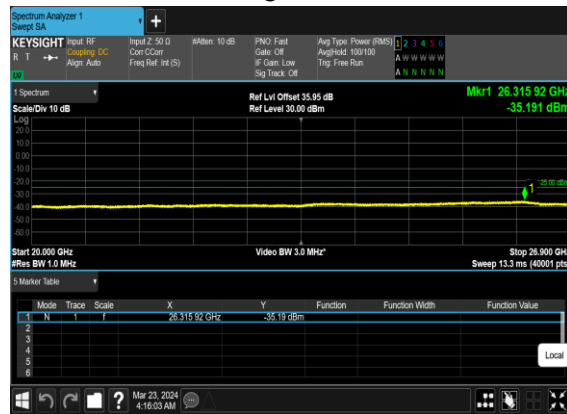 Spectrum Analyzer 1
Swept SA
KEYSIGHT Input: RF Input Z: 50 Ω #Atten: 10 dB PNO: Fast Avg Type: Power (RMS) 1 2 3 4 5 6
R T Coupling: DC Corr CCorr Gate: Off Avg|Hold: 100/100 A W W W W W
Align: Auto Freq Ref: Int (S) IF Gain: Low Trig: Free Run
LXI Sig Track: Off A N N N N N
1 Spectrum Ref Lvl Offset 35.95 dB Mkr1 26.315 92 GHz
Scale/Div 10 dB Ref Level 30.00 dBm -35.191 dBm
Log
20.0
10.0
0.00
-10.0
-20.0 1 -25.00 dBm
-30.0
-40.0
-50.0
-60.0
Start 20.000 GHz Video BW 3.0 MHz* Stop 26.900 GHz
#Res BW 1.0 MHz Sweep 13.3 ms (40001 pts
5 Marker Table
Mode Trace Scale X Y Function Function Width Function Value
1 N 1 f 26.315 92 GHz -35.19 dBm
2
3
4
5 Local
6
? Mar 23, 2024
4:16:03 AM